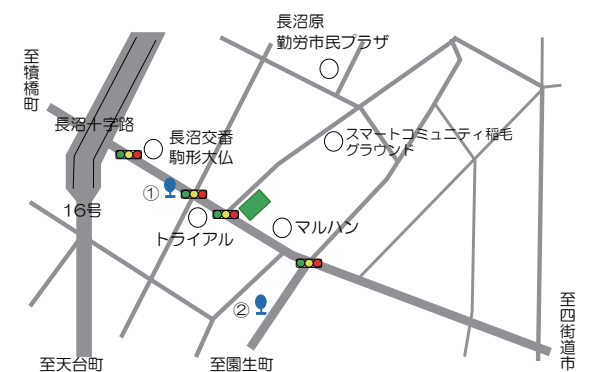 長沼原
勤労市民プラザ
至犢橋町
長沼十字路
長沼交番
駒形大仏
スマートコミュニティ稲毛
グラウンド
①
16号
トライアル
マルハン
②
至四街道市
至天台町
至園生町